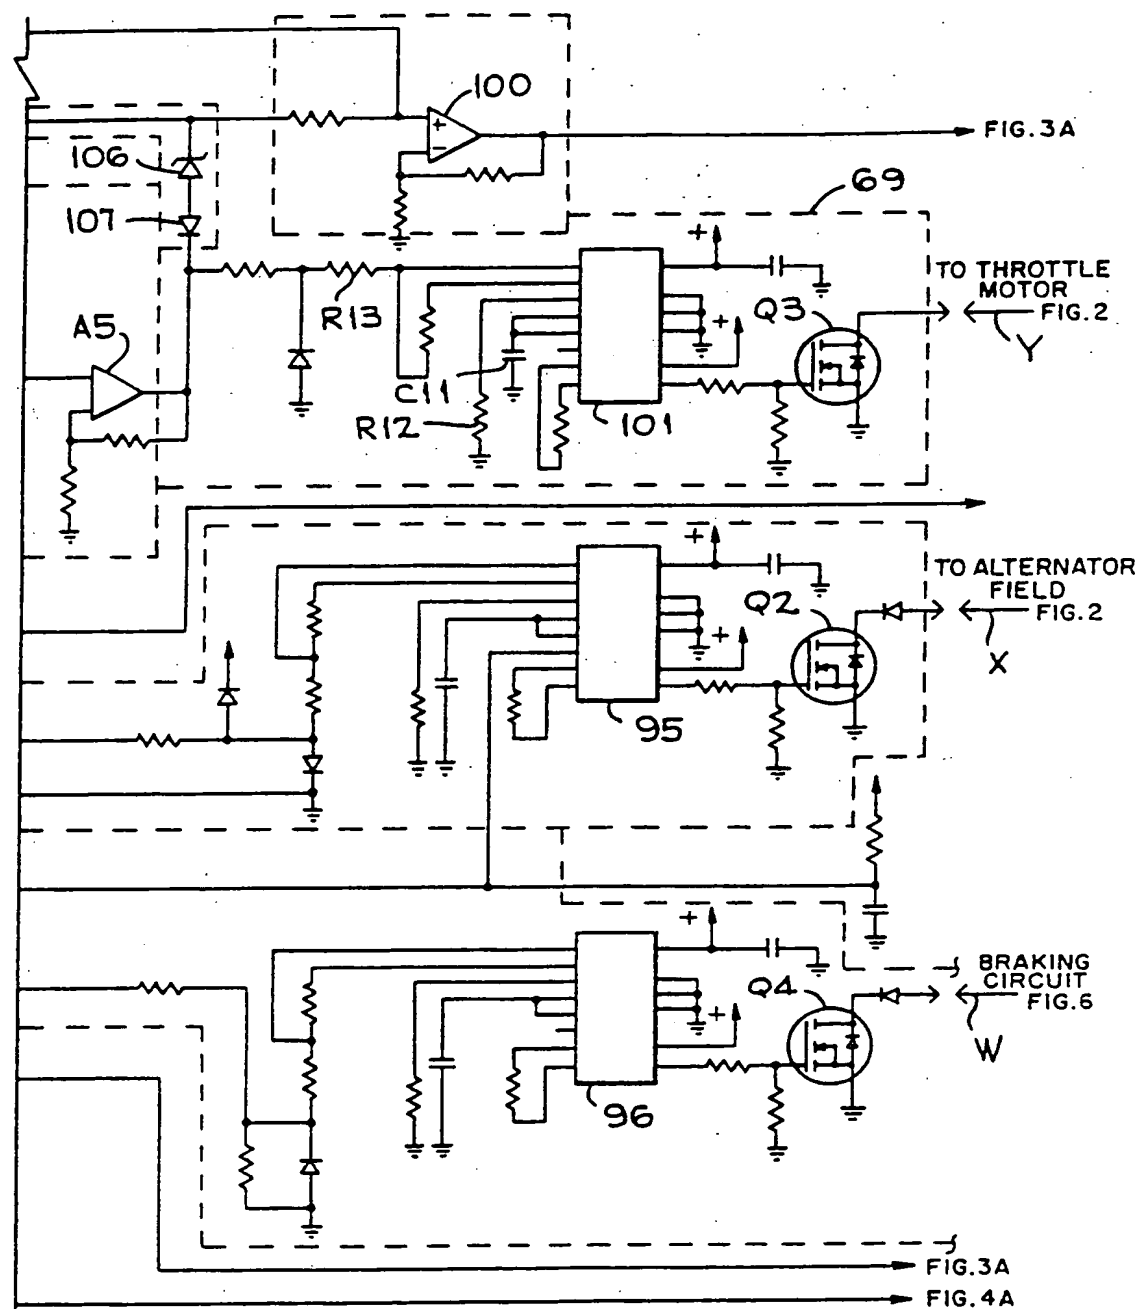 100
FIG.3A
106
69
107
+
-
+
TO THROTTLE
MOTOR
FIG.2
Y
R13
Q3
A5
+
C11
R12
101
+
TO ALTERNATOR
FIELD
FIG.2
X
Q2
+
95
+
BRAKING
CIRCUIT
FIG.6
W
Q4
+
96
FIG.3A
FIG.4A